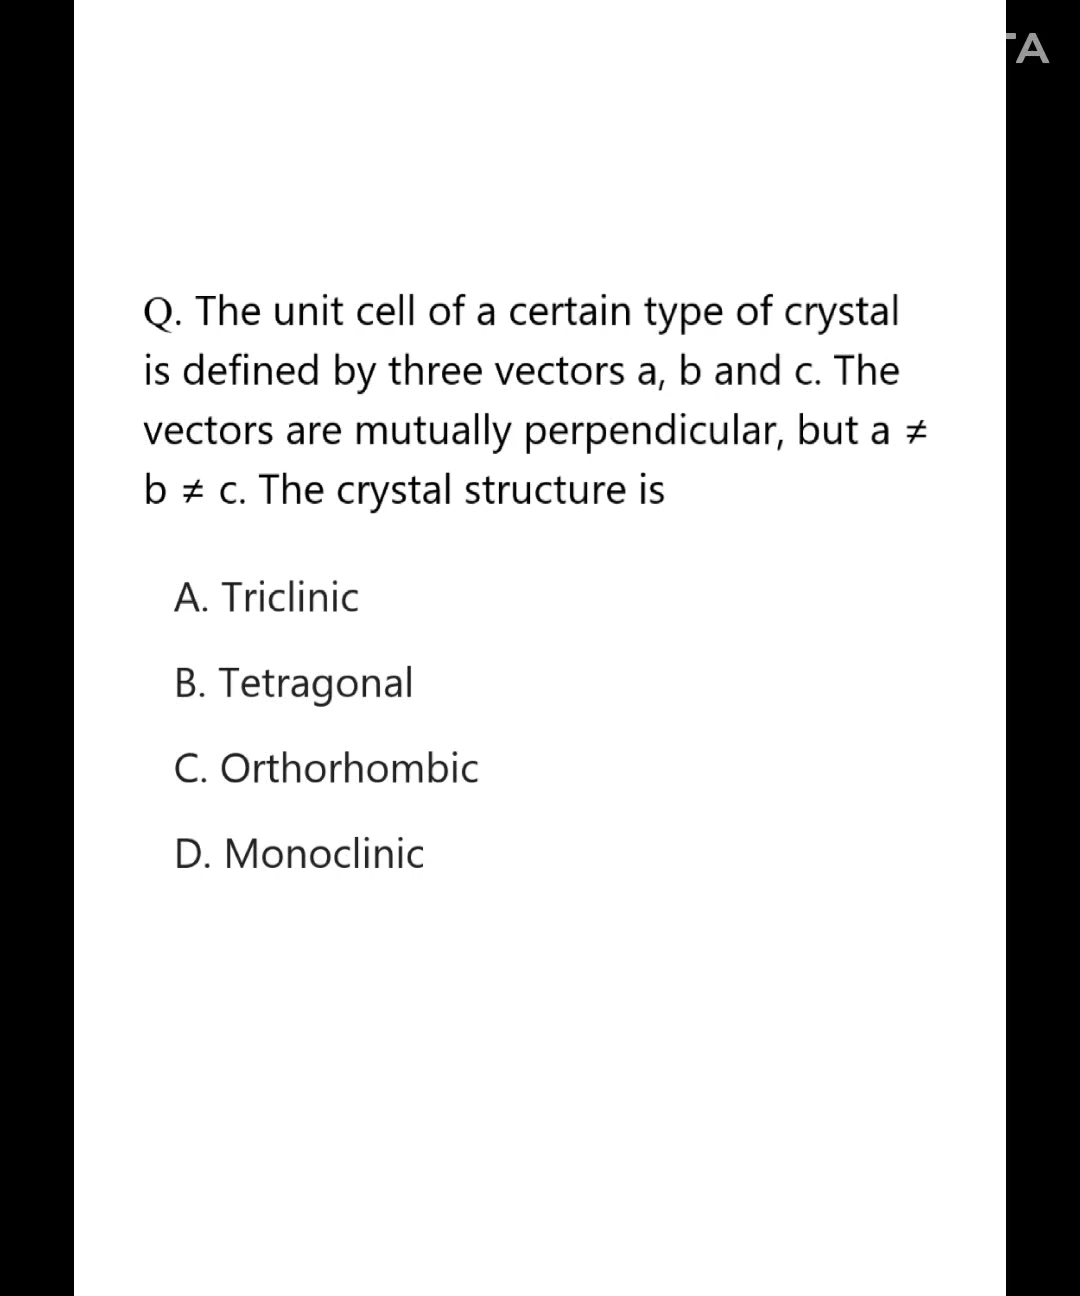 Q. The unit cell of a certain type of crystal
is defined by three vectors a, b and c. The
vectors are mutually perpendicular, but a ≠
b ≠ c. The crystal structure is
A. Triclinic
B. Tetragonal
C. Orthorhombic
D. Monoclinic